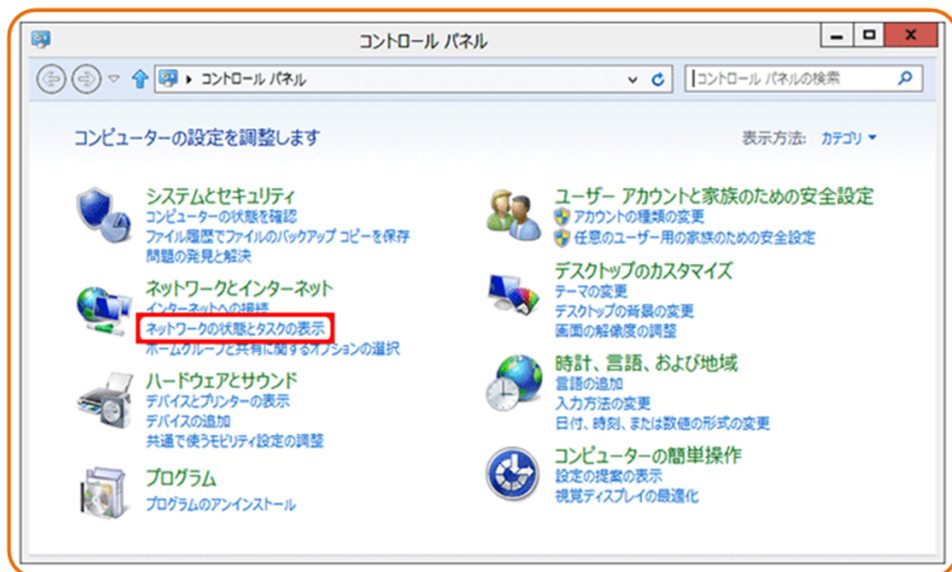 コントロール パネル
コントロール パネル
コントロール パネルの検索
コンピューターの設定を調整します
表示方法: カテゴリ
システムとセキュリティ
コンピューターの状態を確認
ファイル履歴でファイルのバックアップ コピーを保存
問題の発見と解決
ネットワークとインターネット
インターネットへの接続
ネットワークの状態とタスクの表示
ホームグループと共有に関するオプションの選択
ハードウェアとサウンド
デバイスとプリンターの表示
デバイスの追加
共通で使うモビリティ設定の調整
プログラム
プログラムのアンインストール
ユーザー アカウントと家族のための安全設定
アカウントの種類の変更
任意のユーザー用の家族のための安全設定
デスクトップのカスタマイズ
テーマの変更
デスクトップの背景の変更
画面の解像度の調整
時計、言語、および地域
言語の追加
入力方法の変更
日付、時刻、または数値の形式の変更
コンピューターの簡単操作
設定の提案の表示
視覚ディスプレイの最適化